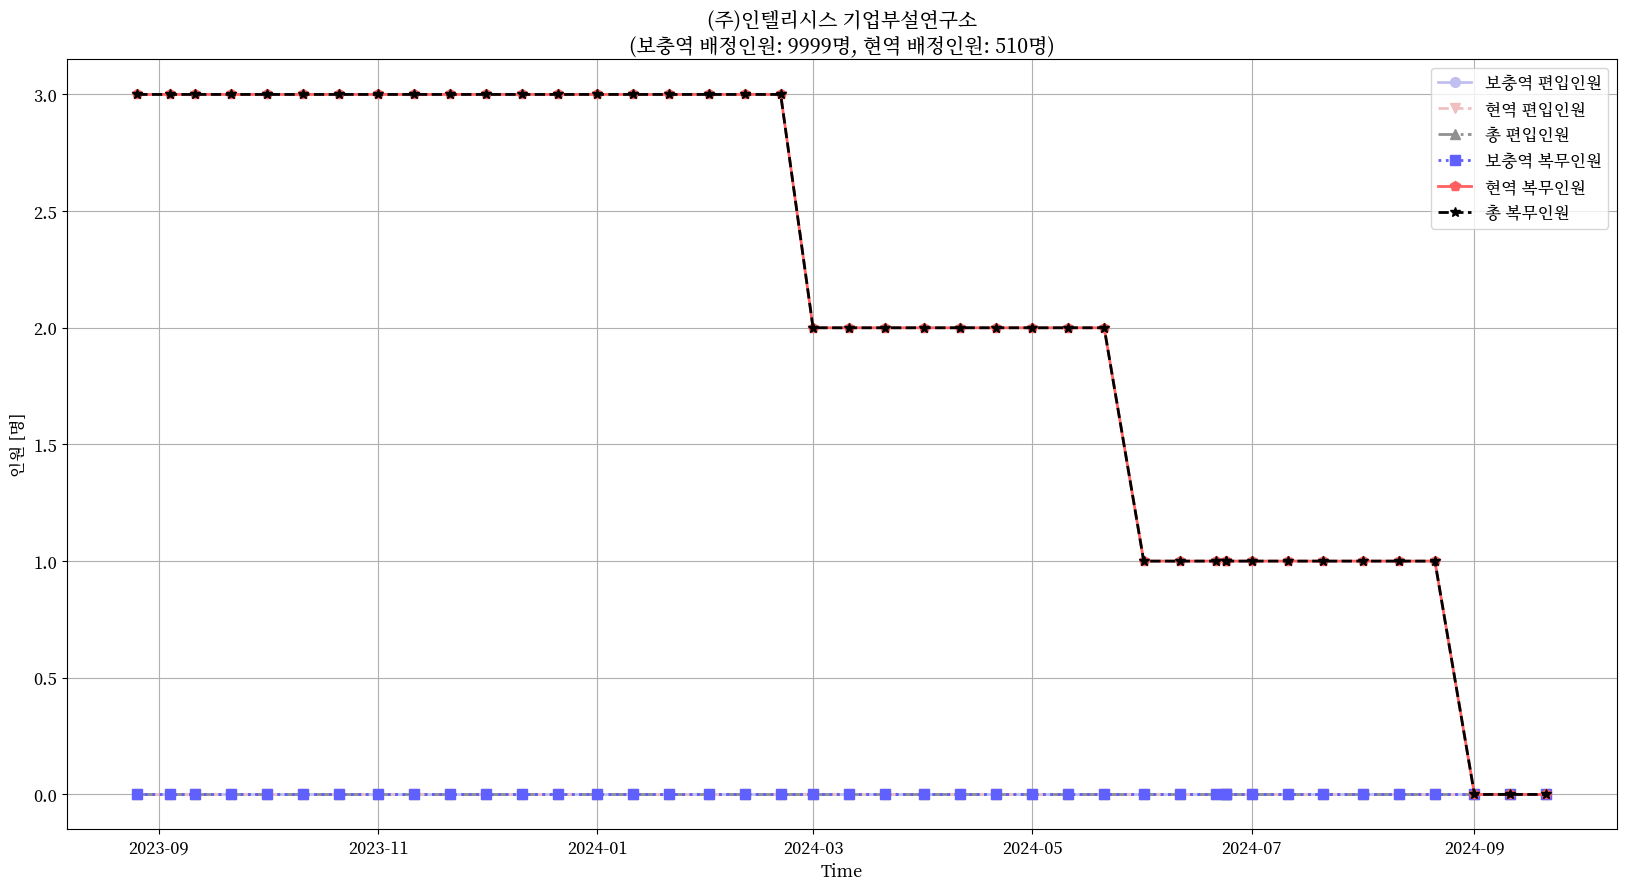 (주)인텔리시스 기업부설연구소
(보충역 배정인원: 9999명, 현역 배정인원: 510명)
보충역 편입인원
현역 편입인원
총 편입인원
보충역 복무인원
현역 복무인원
총 복무인원
인원 [명]
3.0
2.5
2.0
1.5
1.0
0.5
0.0
2023-09
2023-11
2024-01
2024-03
2024-05
2024-07
2024-09
Time